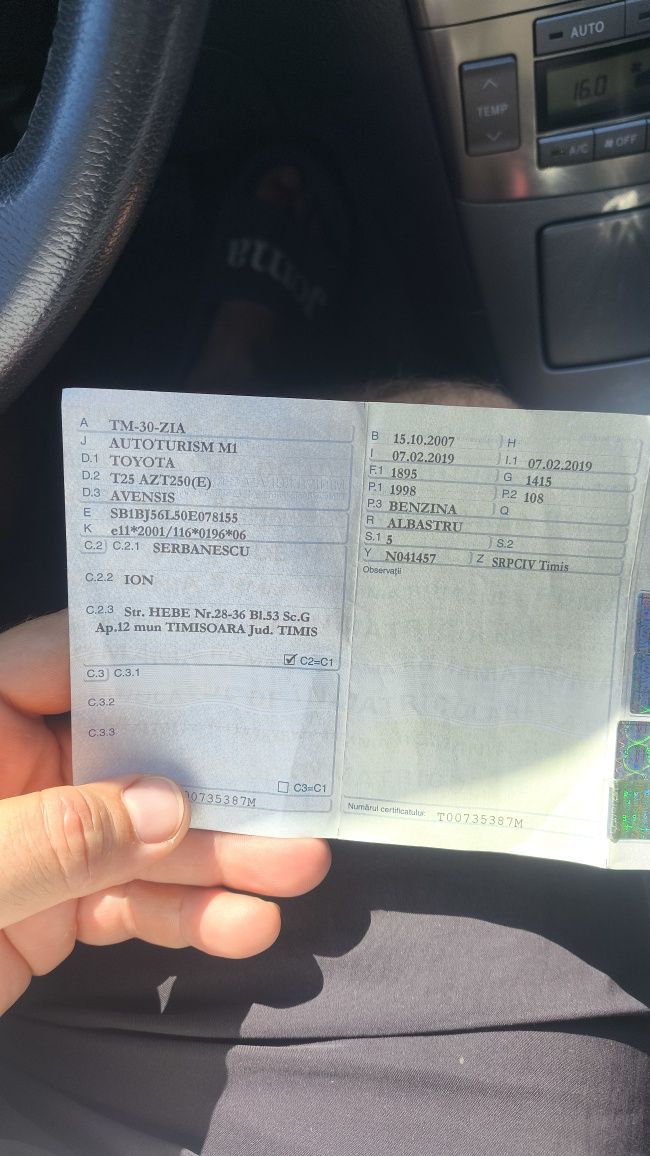 AUTO
16.0
TEMP
A/C
OFF
Joma
A TM-30-ZIA
J AUTOTURISM M1
D.1 TOYOTA
D.2 T25 AZT250(E)
D.3 AVENSIS
E SB1BJ56L50E078155
K e11*2001/116*0196*06
C.2 C.2.1 SERBANESCU
C.2.2 ION
C.2.3 Str. HEBE Nr.28-36 Bl.53 Sc.G
Ap.12 mun TIMISOARA Jud. TIMIS
C2=C1
C.3 C.3.1
C.3.2
C.3.3
C3=C1
00735387M
B 15.10.2007 H
I 07.02.2019 I.1 07.02.2019
F.1 1895 G 1415
P.1 1998 P.2 108
P.3 BENZINA Q
R ALBASTRU
S.1 5 S.2
Y N041457 Z SRPCIV Timis
Observații
Numărul certificatului: T00735387M